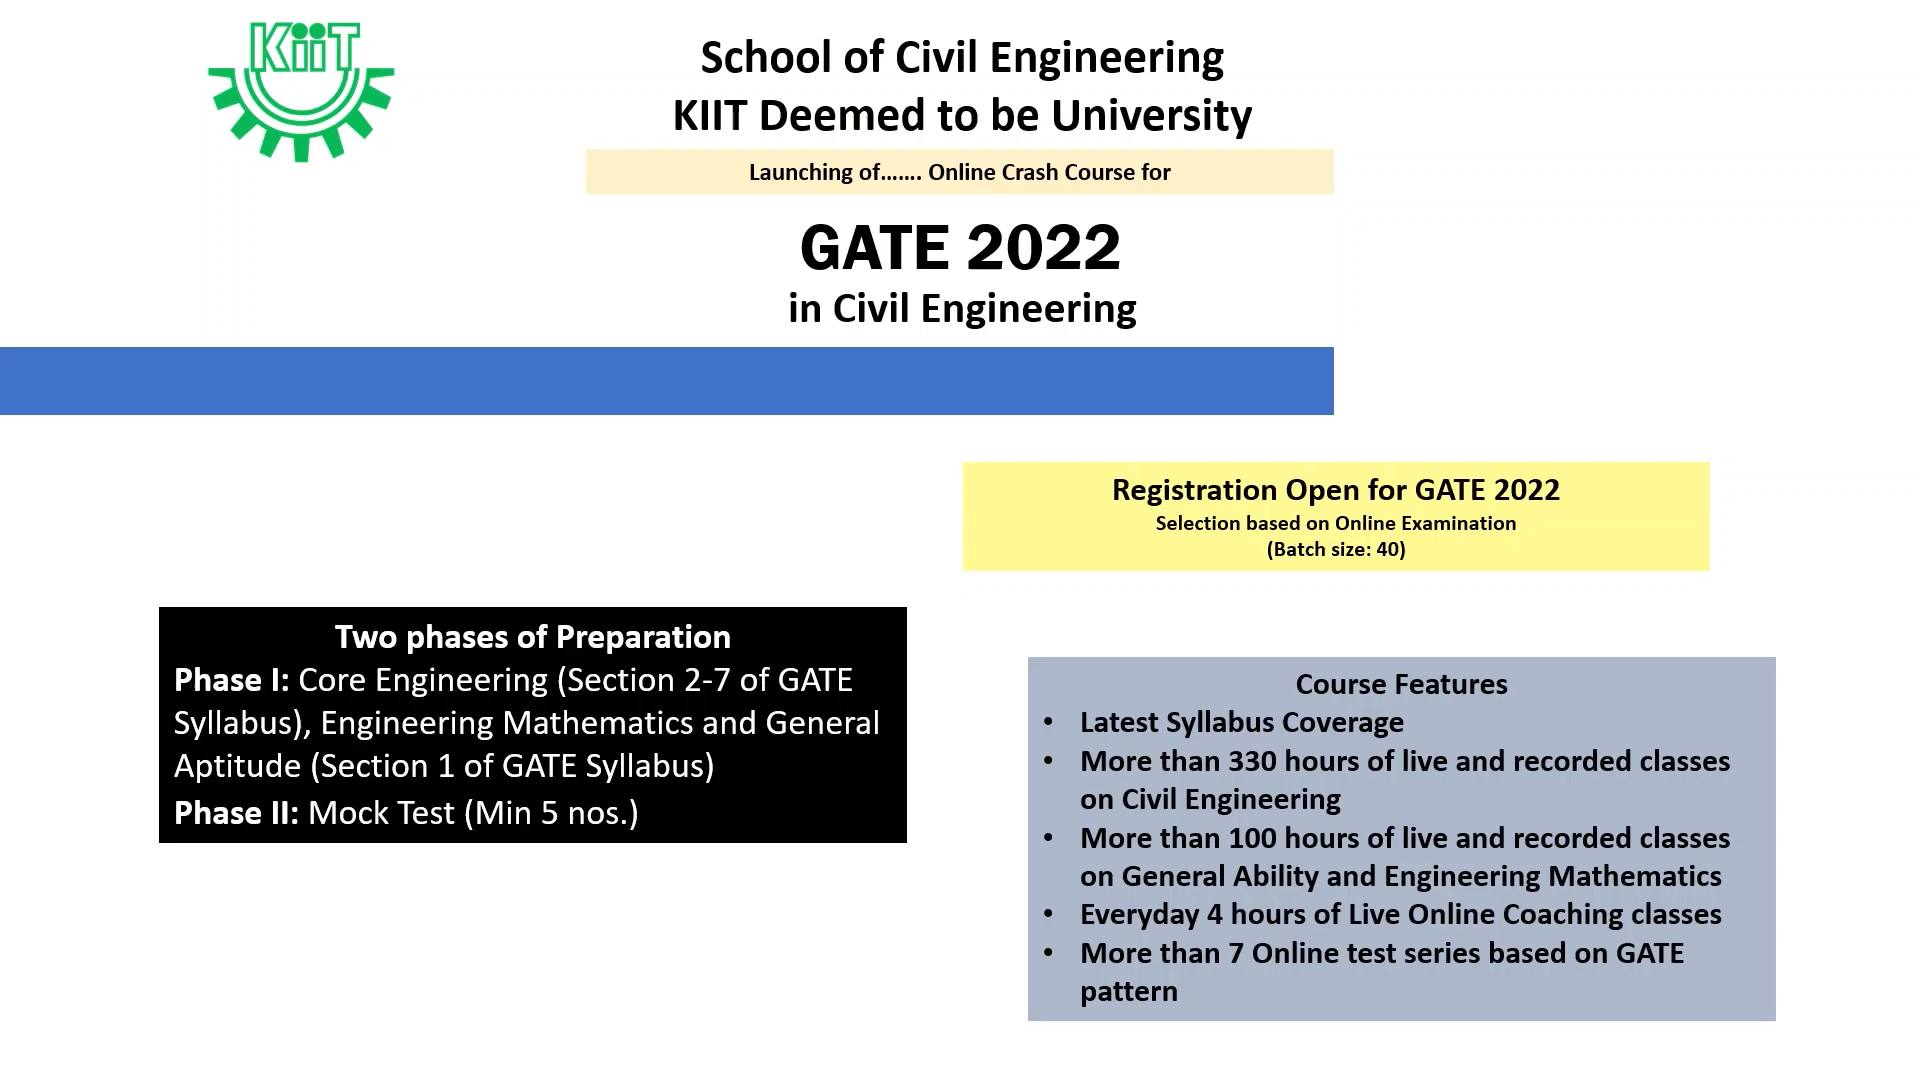 KiiT
School of Civil Engineering
KIIT Deemed to be University
Launching of……. Online Crash Course for
GATE 2022
in Civil Engineering
Registration Open for GATE 2022
Selection based on Online Examination
(Batch size: 40)
Two phases of Preparation
Phase I: Core Engineering (Section 2-7 of GATE
Syllabus), Engineering Mathematics and General
Aptitude (Section 1 of GATE Syllabus)
Phase II: Mock Test (Min 5 nos.)
Course Features
• Latest Syllabus Coverage
• More than 330 hours of live and recorded classes
on Civil Engineering
• More than 100 hours of live and recorded classes
on General Ability and Engineering Mathematics
• Everyday 4 hours of Live Online Coaching classes
• More than 7 Online test series based on GATE
pattern